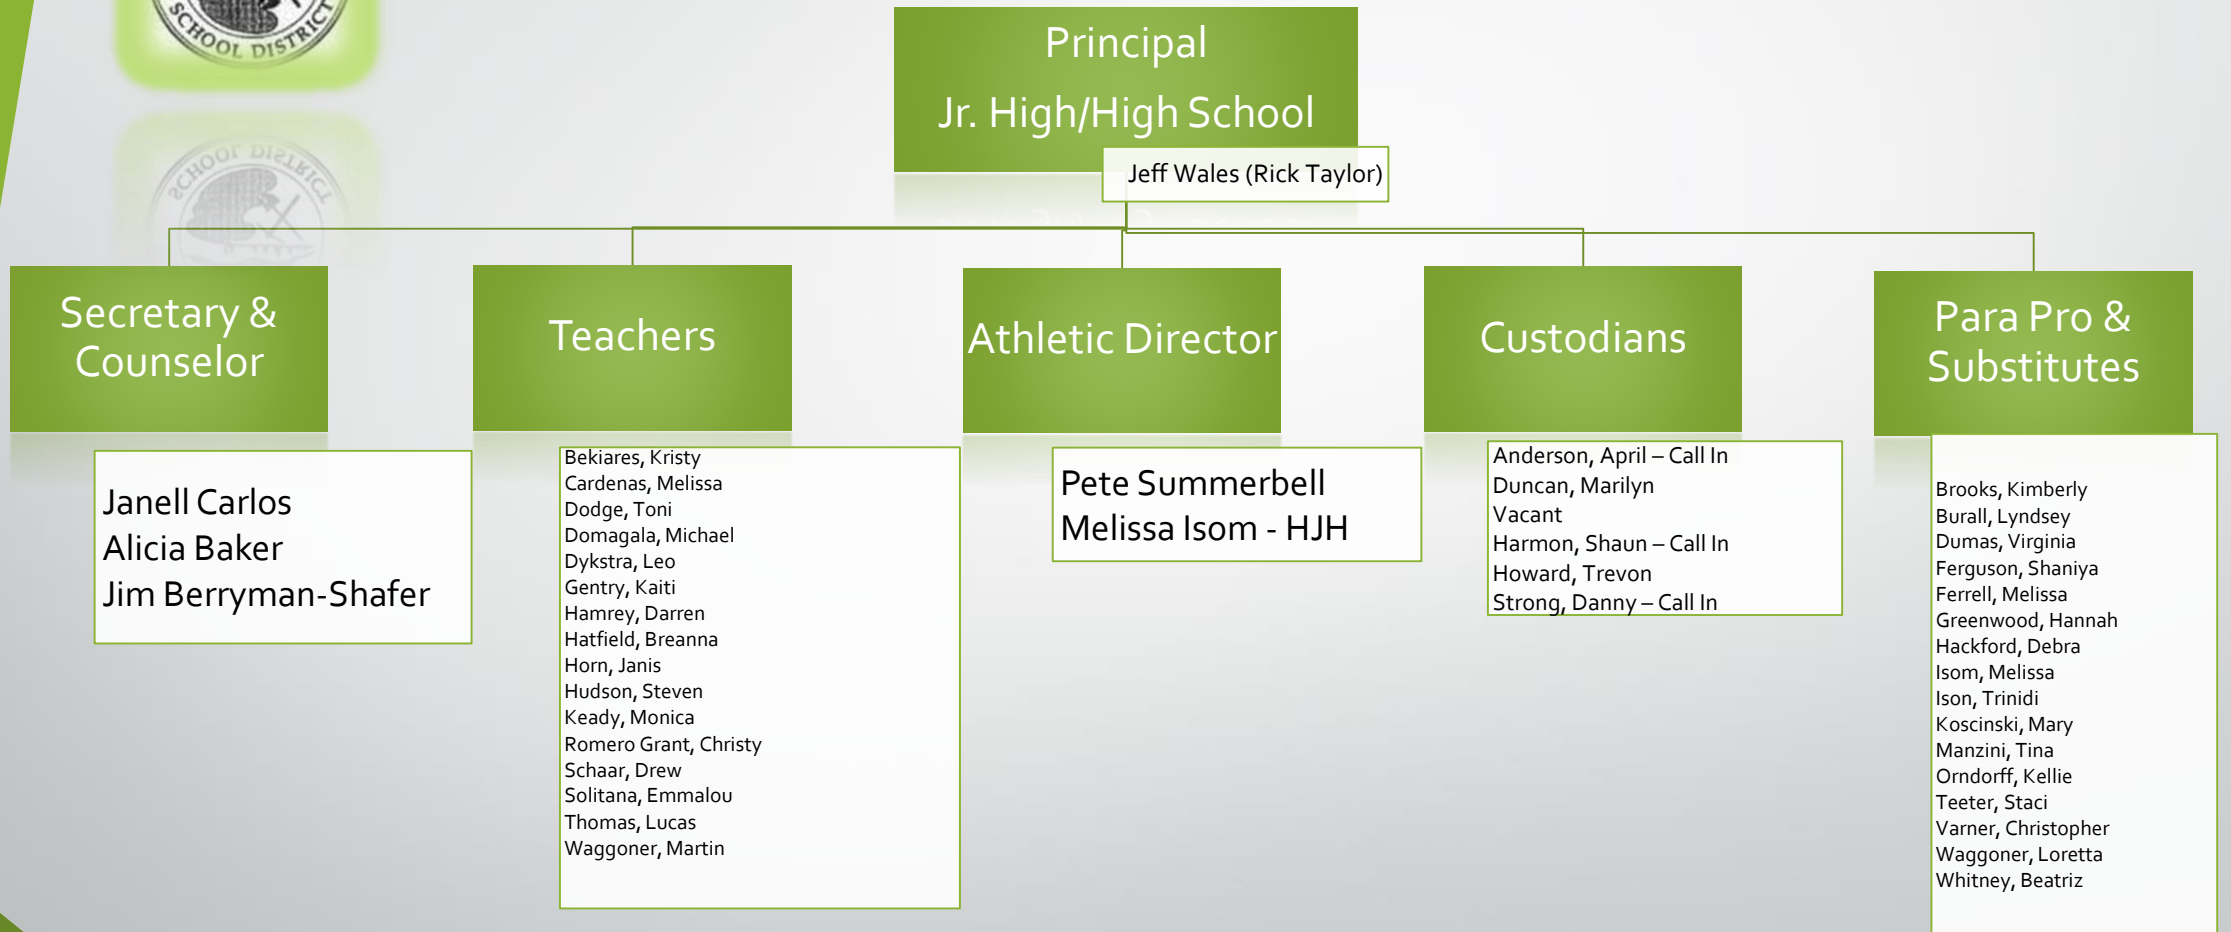 SCHOOL DISTRICT
Principal
Jr. High/High School
Jeff Wales (Rick Taylor)
Secretary &
Counselor
Janell Carlos
Alicia Baker
Jim Berryman-Shafer
Teachers
Bekiares, Kristy
Cardenas, Melissa
Dodge, Toni
Domagala, Michael
Dykstra, Leo
Gentry, Kaiti
Hamrey, Darren
Hatfield, Breanna
Horn, Janis
Hudson, Steven
Keady, Monica
Romero Grant, Christy
Schaar, Drew
Solitana, Emmalou
Thomas, Lucas
Waggoner, Martin
Athletic Director
Pete Summerbell
Melissa Isom - HJH
Custodians
Anderson, April – Call In
Duncan, Marilyn
Vacant
Harmon, Shaun – Call In
Howard, Trevon
Strong, Danny – Call In
Para Pro &
Substitutes
Brooks, Kimberly
Burall, Lyndsey
Dumas, Virginia
Ferguson, Shaniya
Ferrell, Melissa
Greenwood, Hannah
Hackford, Debra
Isom, Melissa
Ison, Trinidi
Koscinski, Mary
Manzini, Tina
Orndorff, Kellie
Teeter, Staci
Varner, Christopher
Waggoner, Loretta
Whitney, Beatriz